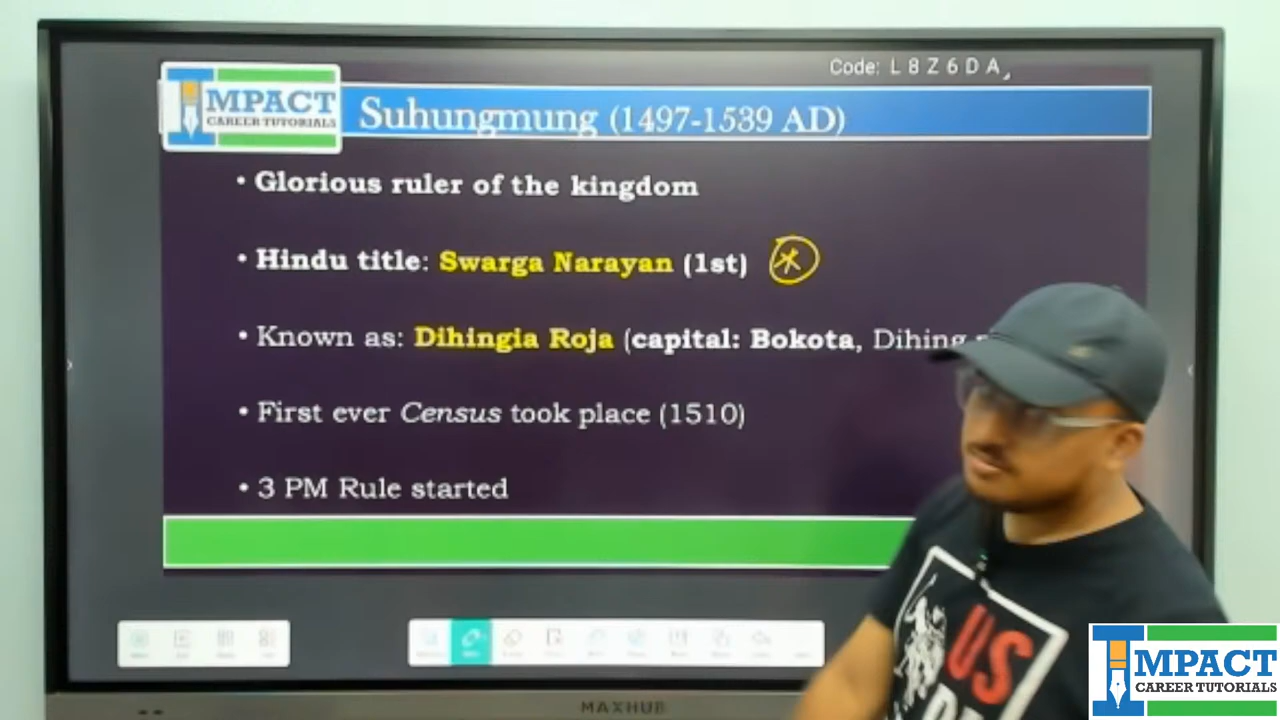 Code: L 8 Z 6 D A
IMPACT
CAREER TUTORIALS
Suhungmung (1497-1539 AD)
• Glorious ruler of the kingdom
• Hindu title: Swarga Narayan (1st)
• Known as: Dihingia Roja (capital: Bokota, Dihing
• First ever Census took place (1510)
• 3 PM Rule started
US
MAXHUB
IMPACT
CAREER TUTORIALS